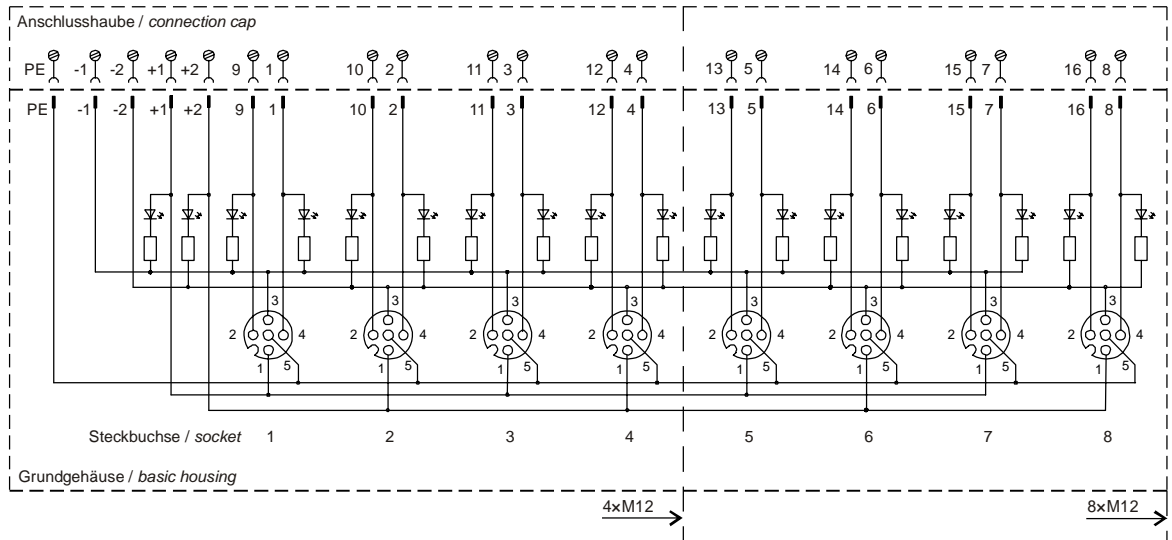 Anschlusshaube / connection cap
PE -1 -2 +1 +2 9 1 10 2 11 3 12 4 13 5 14 6 15 7 16 8
PE -1 -2 +1 +2 9 1 10 2 11 3 12 4 13 5 14 6 15 7 16 8
3 3 3 3 3 3 3 3
2 4 2 4 2 4 2 4 2 4 2 4 2 4 2 4
1 5 1 5 1 5 1 5 1 5 1 5 1 5 1 5
Steckbuchse / socket 1 2 3 4 5 6 7 8
Grundgehäuse / basic housing
4×M12 8×M12